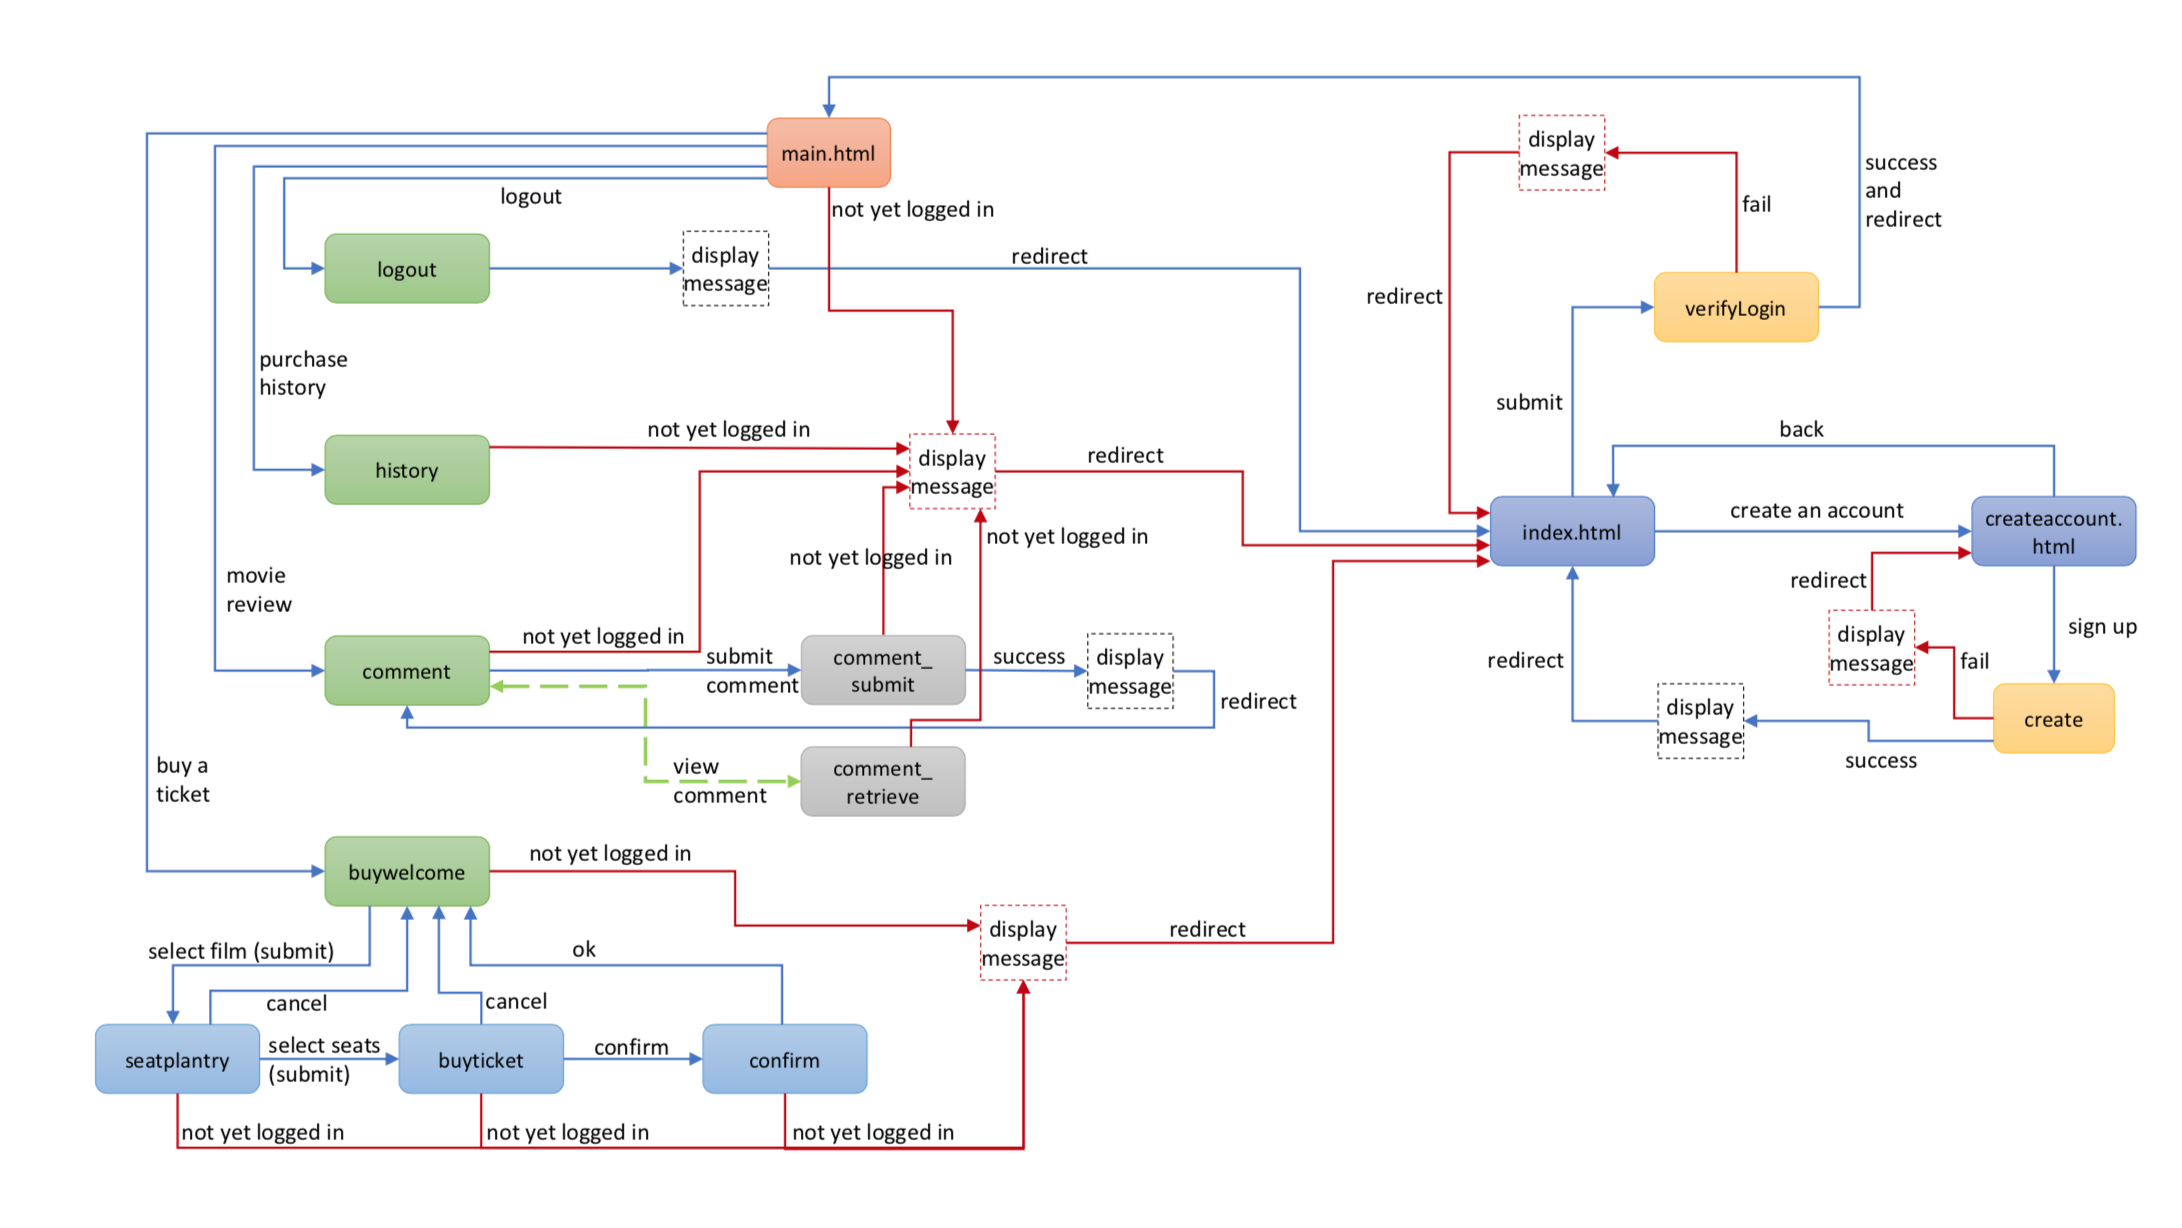 main.html
display
message
success
and
redirect
logout
not yet logged in
fail
logout
display
message
redirect
redirect
verifyLogin
purchase
history
submit
not yet logged in
back
history
display
message
redirect
create an account
index.html
createaccount.
html
not yet logged in
not yet logged in
movie
review
redirect
not yet logged in
submit
comment
comment
comment_
submit
success
display
message
redirect
redirect
display
message
fail
sign up
display
message
create
success
buy a
ticket
view
comment
comment_
retrieve
buywelcome
not yet logged in
display
message
redirect
select film (submit)
ok
cancel
cancel
seatplantry
select seats
(submit)
buyticket
confirm
confirm
not yet logged in
not yet logged in
not yet logged in